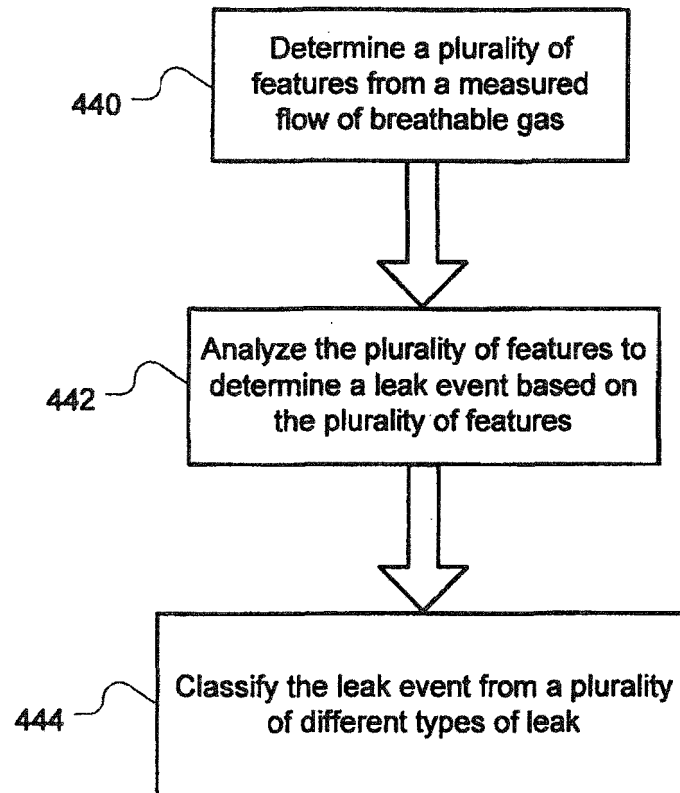 Determine a plurality of
features from a measured
flow of breathable gas
440
Analyze the plurality of features to
determine a leak event based on
the plurality of features
442
Classify the leak event from a plurality
of different types of leak
444